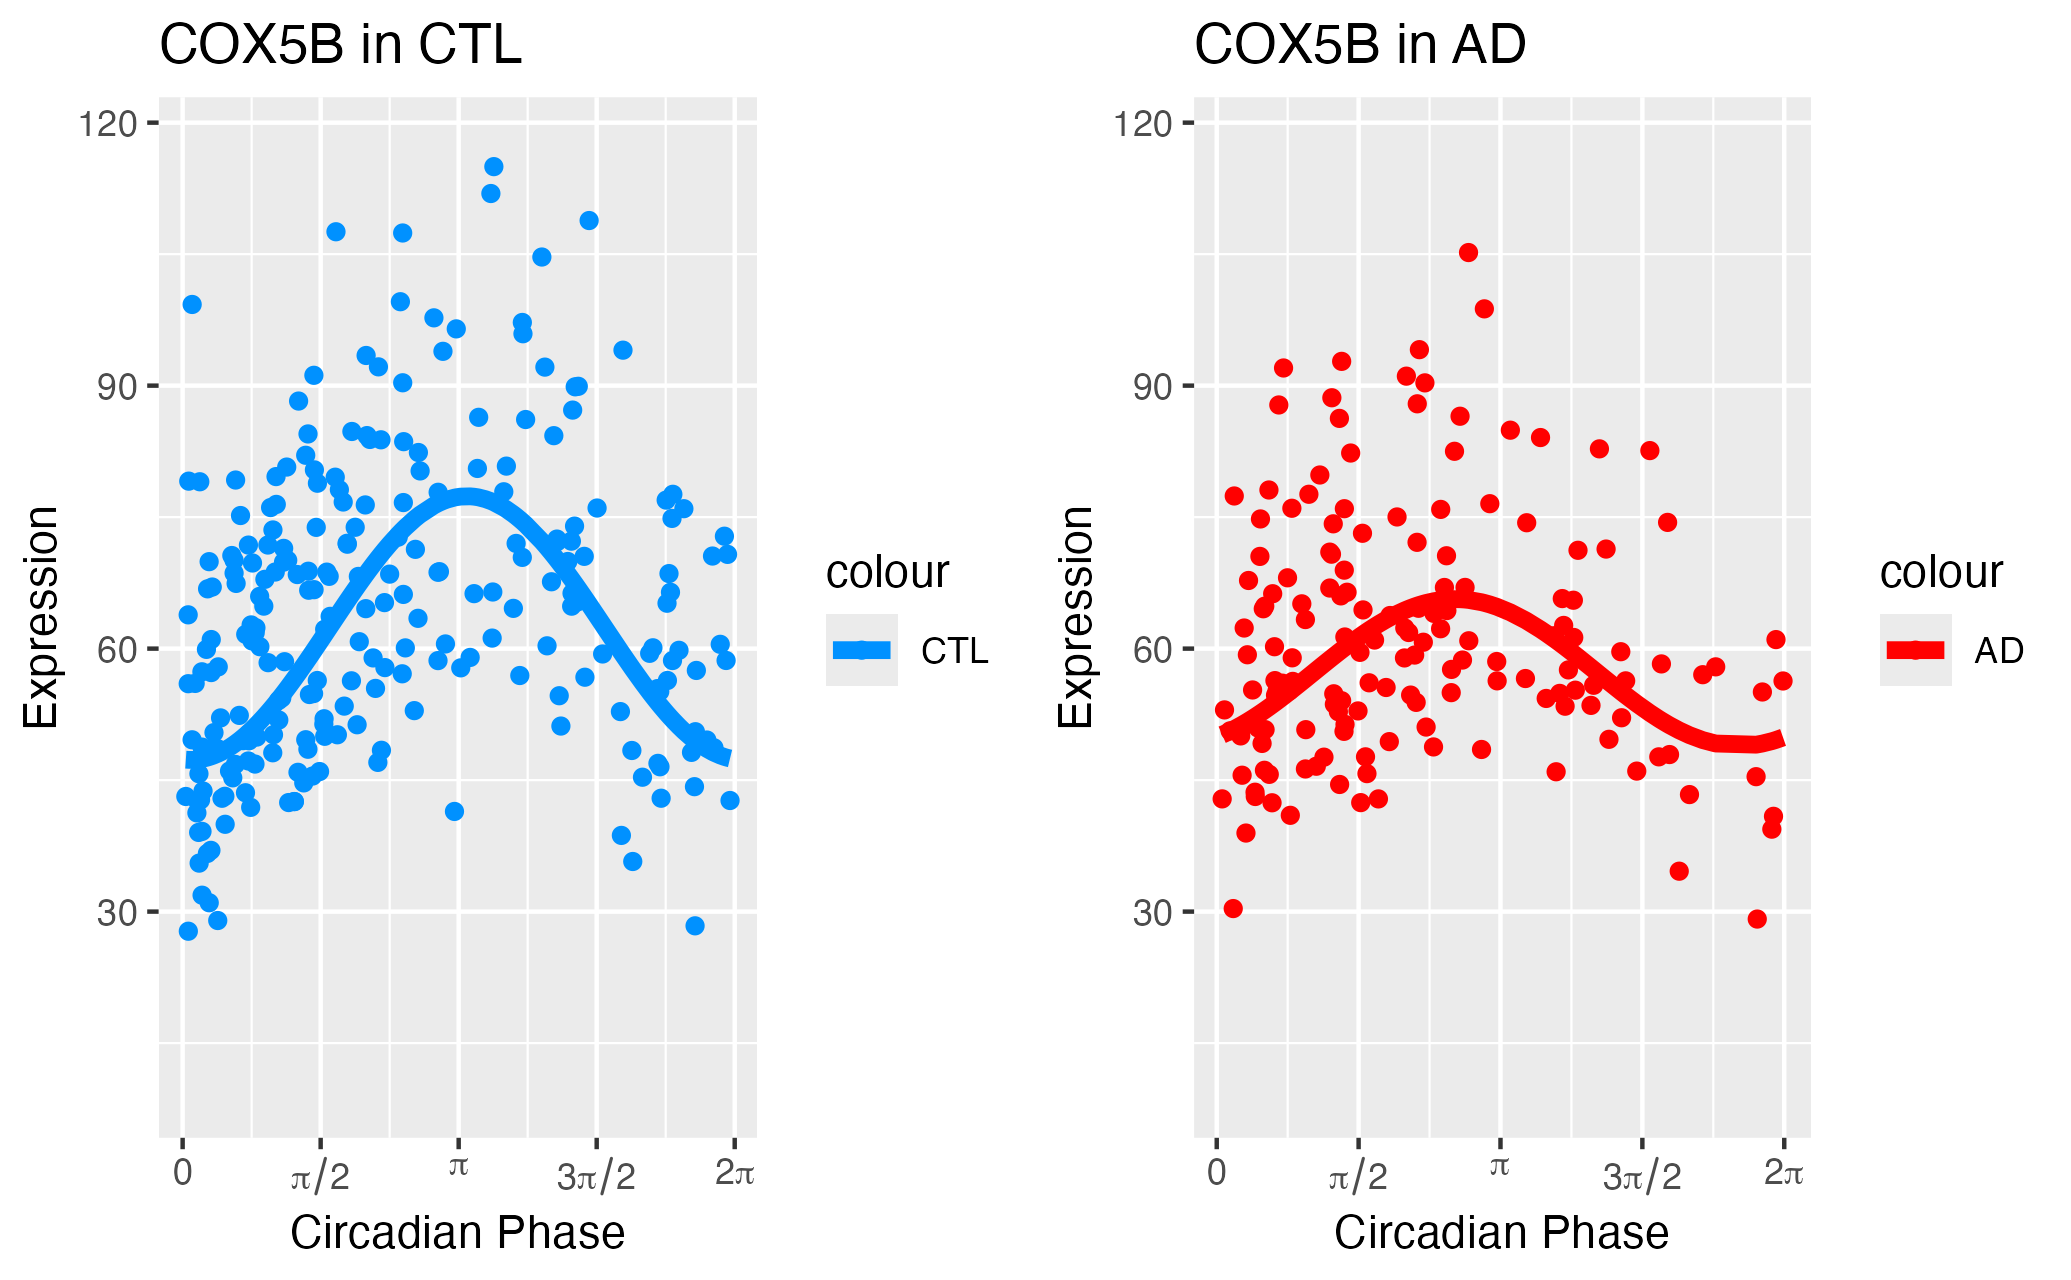 COX5B in CTL
120
90
60
30
Expression
0 π/2 π 3π/2 2π
Circadian Phase
colour
CTL
COX5B in AD
120
90
60
30
Expression
0 π/2 π 3π/2 2π
Circadian Phase
colour
AD